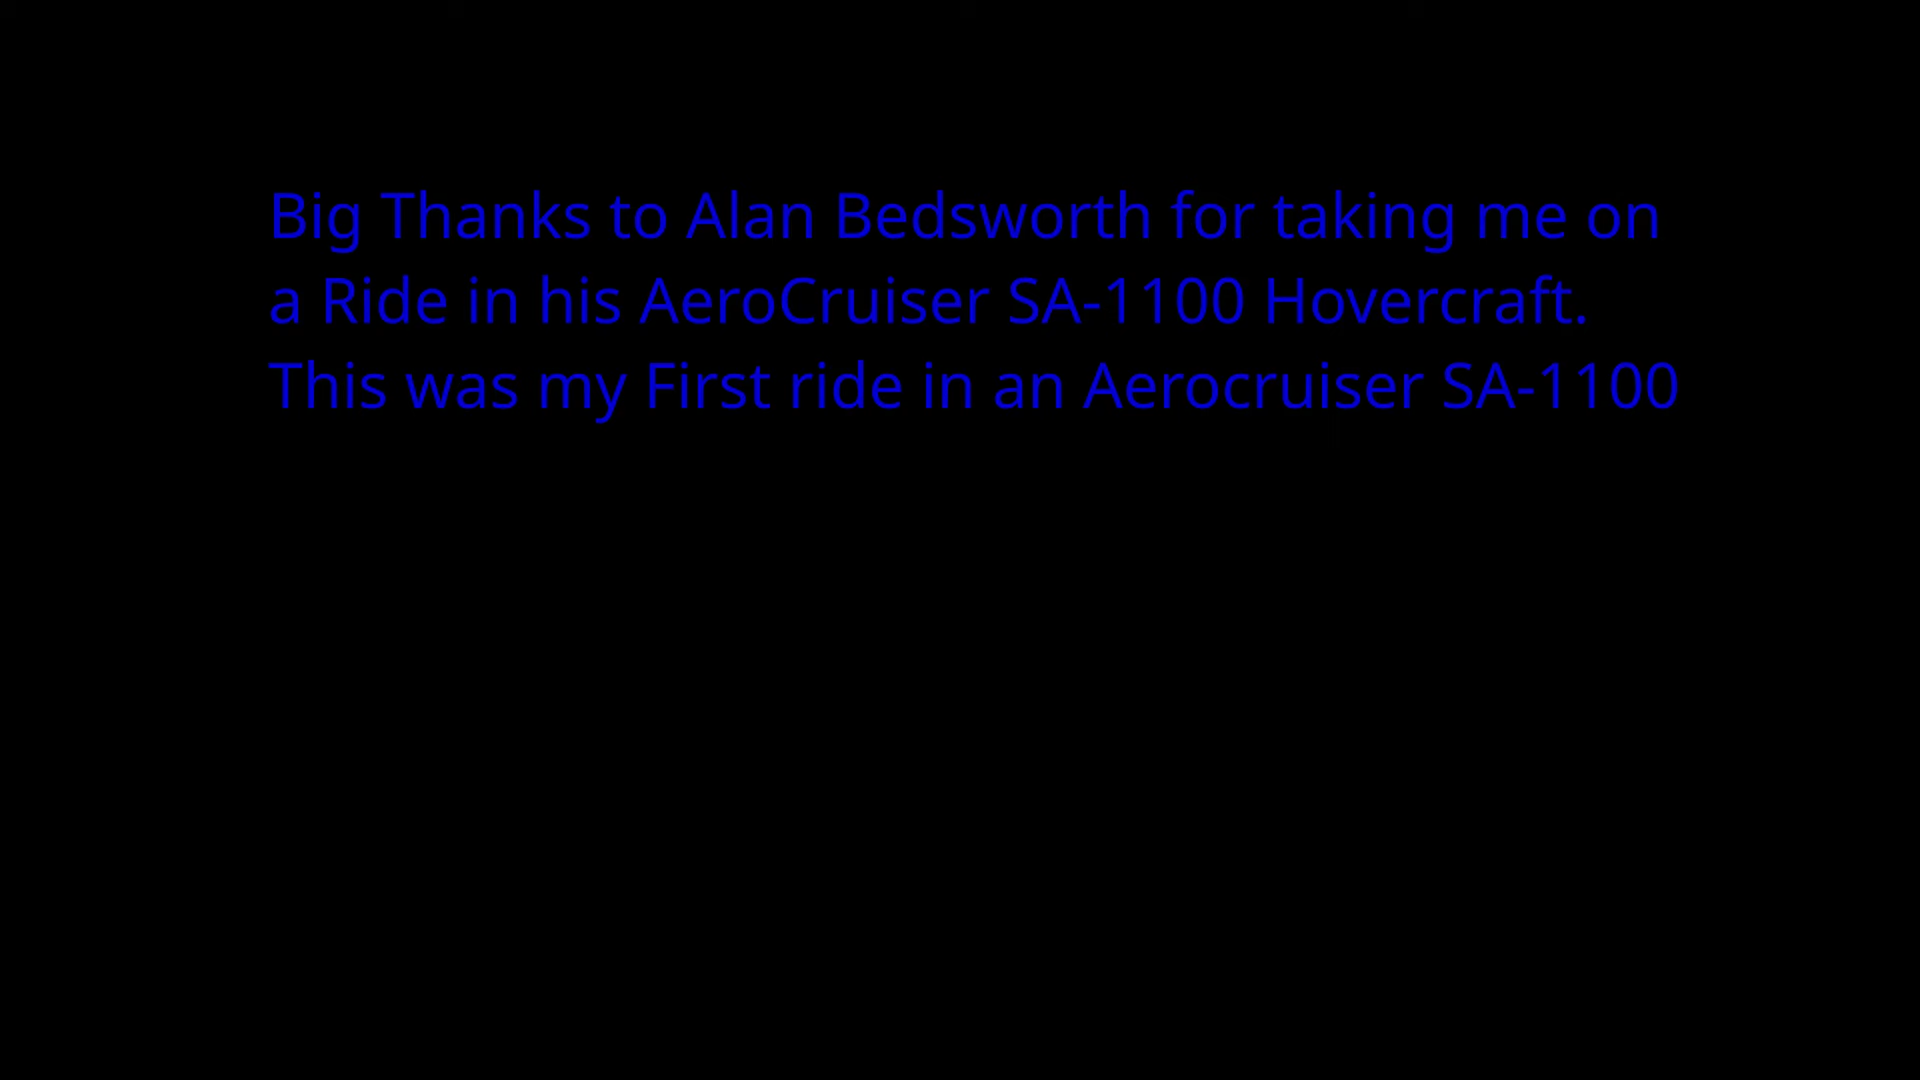 Big Thanks to Alan Bedsworth for taking me on
a Ride in his AeroCruiser SA-1100 Hovercraft.
This was my First ride in an Aerocruiser SA-1100